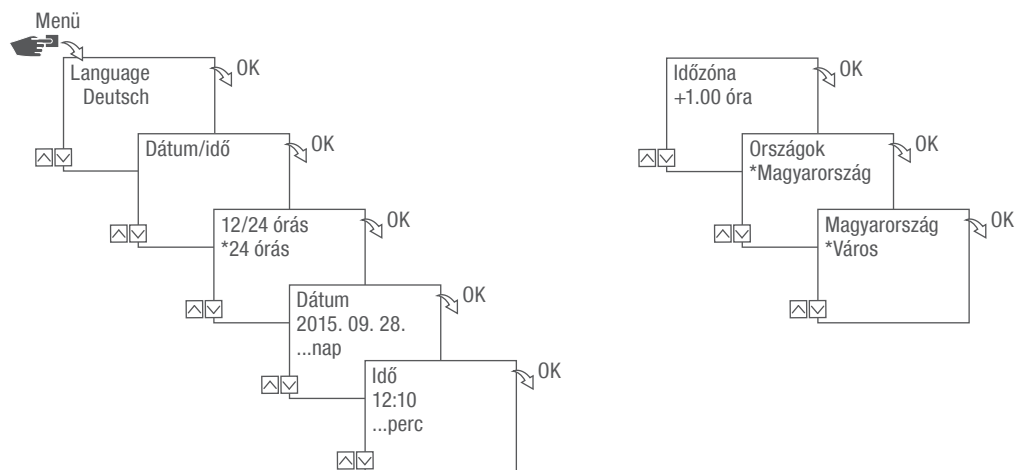 Menü
Language
Deutsch
OK
Dátum/idő
OK
12/24 órás
*24 órás
OK
Dátum
2015. 09. 28.
...nap
OK
Idő
12:10
...perc
OK
Időzóna
+1.00 óra
OK
Országok
*Magyarország
OK
Magyarország
*Város
OK